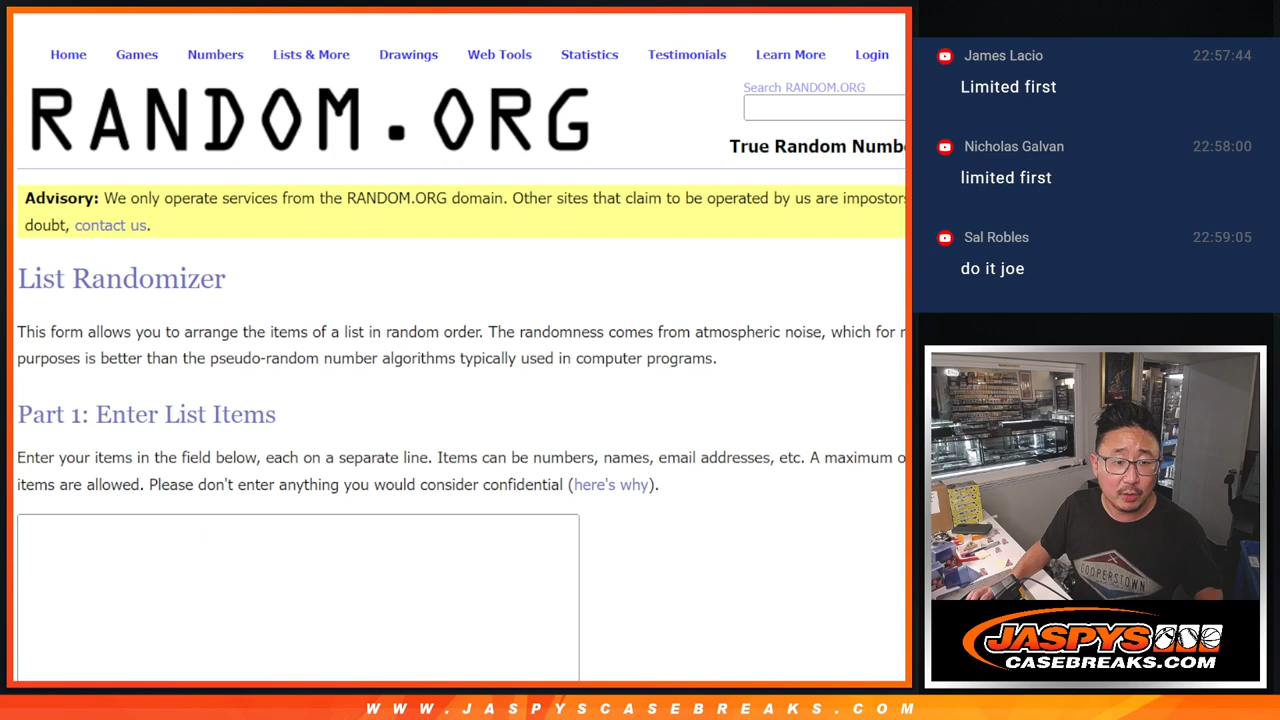 Home Games Numbers Lists & More Drawings Web Tools Statistics Testimonials Learn More Login
RANDOM.ORG
Search RANDOM.ORG
True Random Numbe
Advisory: We only operate services from the RANDOM.ORG domain. Other sites that claim to be operated by us are impostors
doubt, contact us.
List Randomizer
This form allows you to arrange the items of a list in random order. The randomness comes from atmospheric noise, which for
purposes is better than the pseudo-random number algorithms typically used in computer programs.
Part 1: Enter List Items
Enter your items in the field below, each on a separate line. Items can be numbers, names, email addresses, etc. A maximum o
items are allowed. Please don't enter anything you would consider confidential (here's why).
James Lacio 22:57:44
Limited first
Nicholas Galvan 22:58:00
limited first
Sal Robles 22:59:05
do it joe
COOPERSTOWN
JASPYS
CASEBREAKS.COM
WWW.JASPYSCASEBREAKS.COM